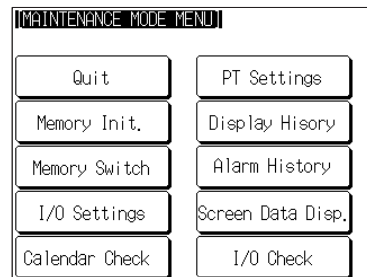 [MAINTENANCE MODE MENU]
Quit
PT Settings
Memory Init.
Display Hisory
Memory Switch
Alarm History
I/O Settings
Screen Data Disp.
Calendar Check
I/O Check